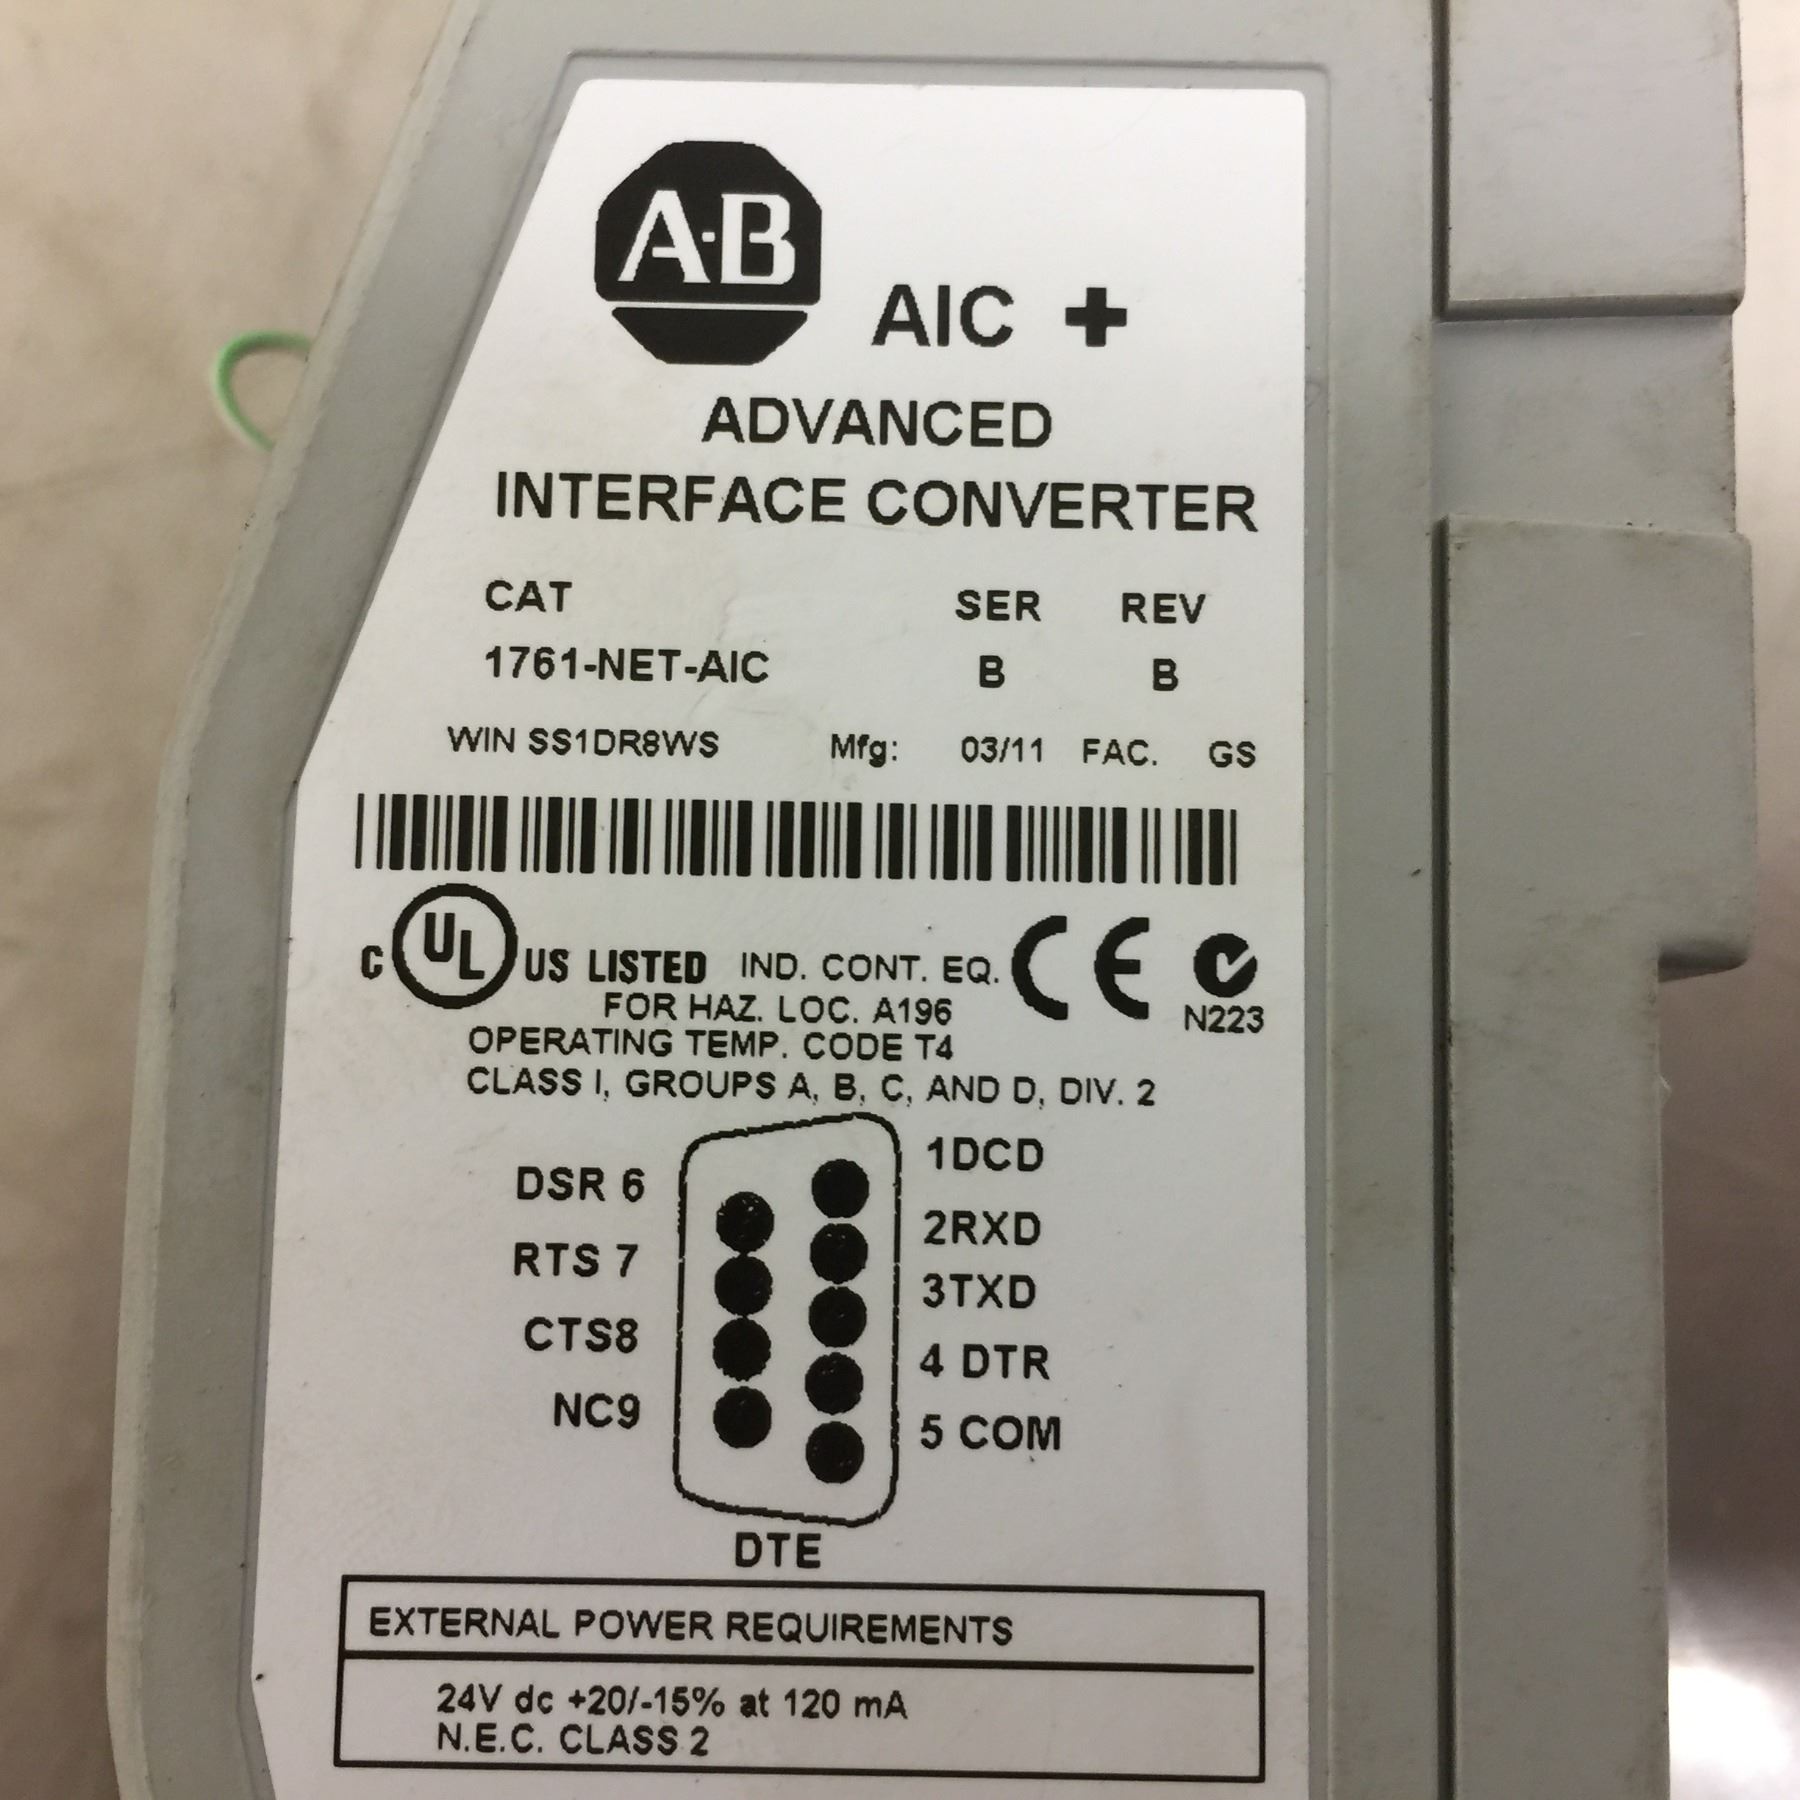 A·B
AIC +
ADVANCED
INTERFACE CONVERTER
CAT SER REV
1761-NET-AIC B B
WIN SS1DR8WS Mfg: 03/11 FAC. GS
C UL US LISTED IND. CONT. EQ. CE
FOR HAZ. LOC. A196 N223
OPERATING TEMP. CODE T4
CLASS I, GROUPS A, B, C, AND D, DIV. 2
DSR 6 1DCD
RTS 7 2RXD
CTS8 3TXD
NC9 4 DTR
5 COM
DTE
EXTERNAL POWER REQUIREMENTS
24V dc +20/-15% at 120 mA
N.E.C. CLASS 2